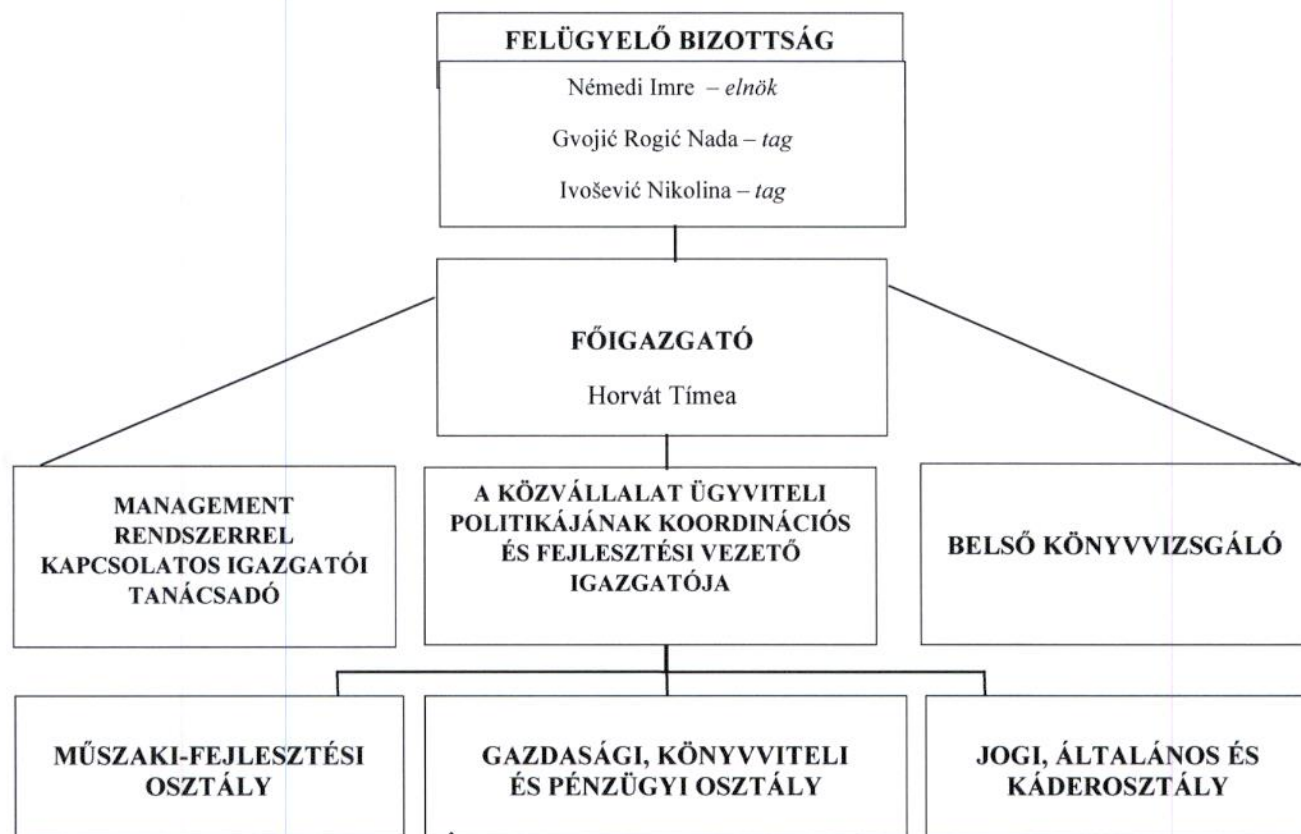 FELÜGYELŐ BIZOTTSÁG
Némedi Imre – elnök
Gvojić Rogić Nada – tag
Ivošević Nikolina – tag
FŐIGAZGATÓ
Horvát Tímea
MANAGEMENT
RENDSZERREL
KAPCSOLATOS IGAZGATÓI
TANÁCSADÓ
A KÖZVÁLLALAT ÜGYVITELI
POLITIKÁJÁNAK KOORDINÁCIÓS
ÉS FEJLESZTÉSI VEZETŐ
IGAZGATÓJA
BELSŐ KÖNYVVIZSGÁLÓ
MŰSZAKI-FEJLESZTÉSI
OSZTÁLY
GAZDASÁGI, KÖNYVVITELI
ÉS PÉNZÜGYI OSZTÁLY
JOGI, ÁLTALÁNOS ÉS
KÁDEROSZTÁLY